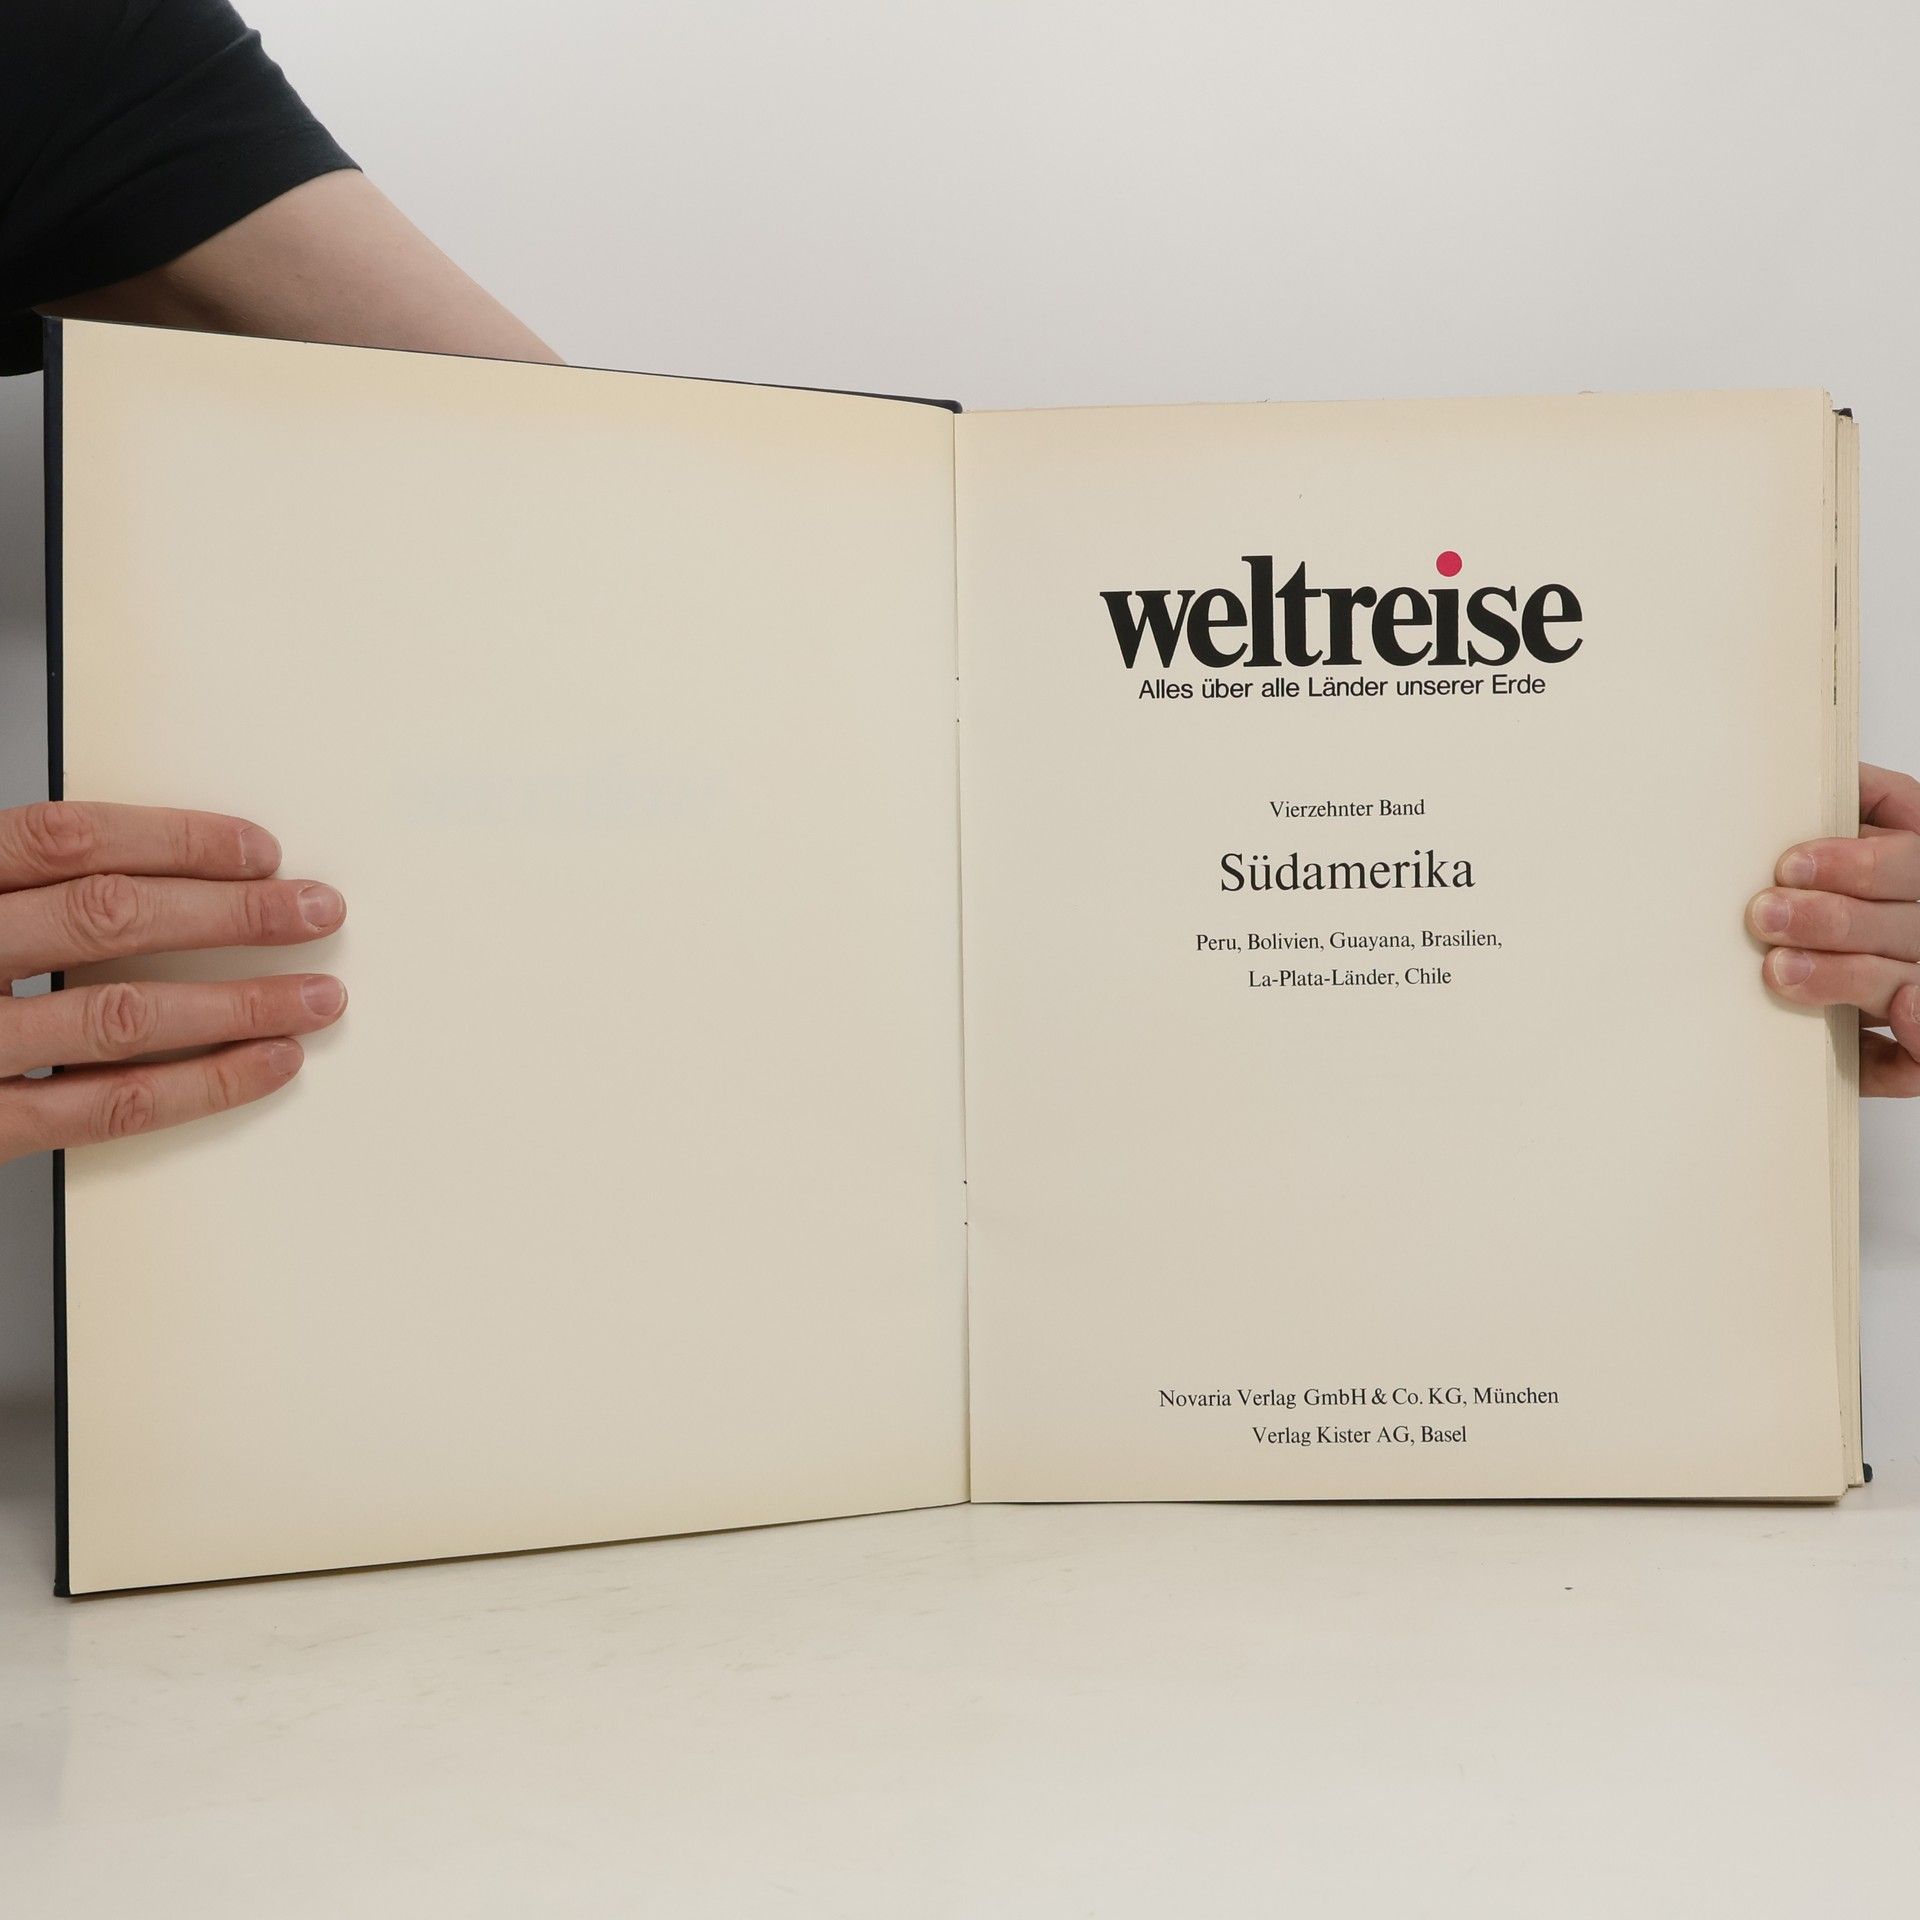 weltreise
Alles über alle Länder unserer Erde
Vierzehnter Band
Südamerika
Peru, Bolivien, Guayana, Brasilien,
La-Plata-Länder, Chile
Novaria Verlag GmbH & Co. KG, München
Verlag Kister AG, Basel